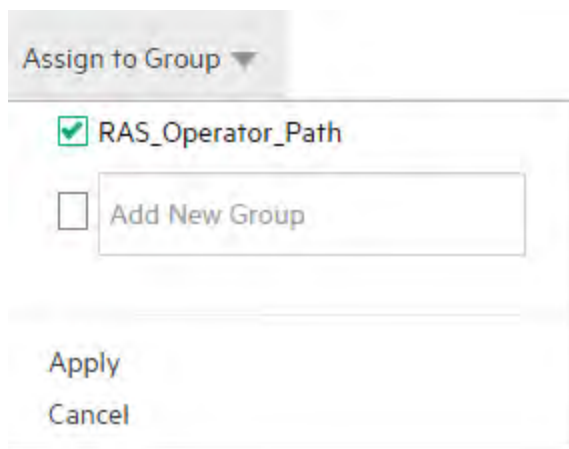 Assign to Group
RAS_Operator_Path
Add New Group
Apply
Cancel